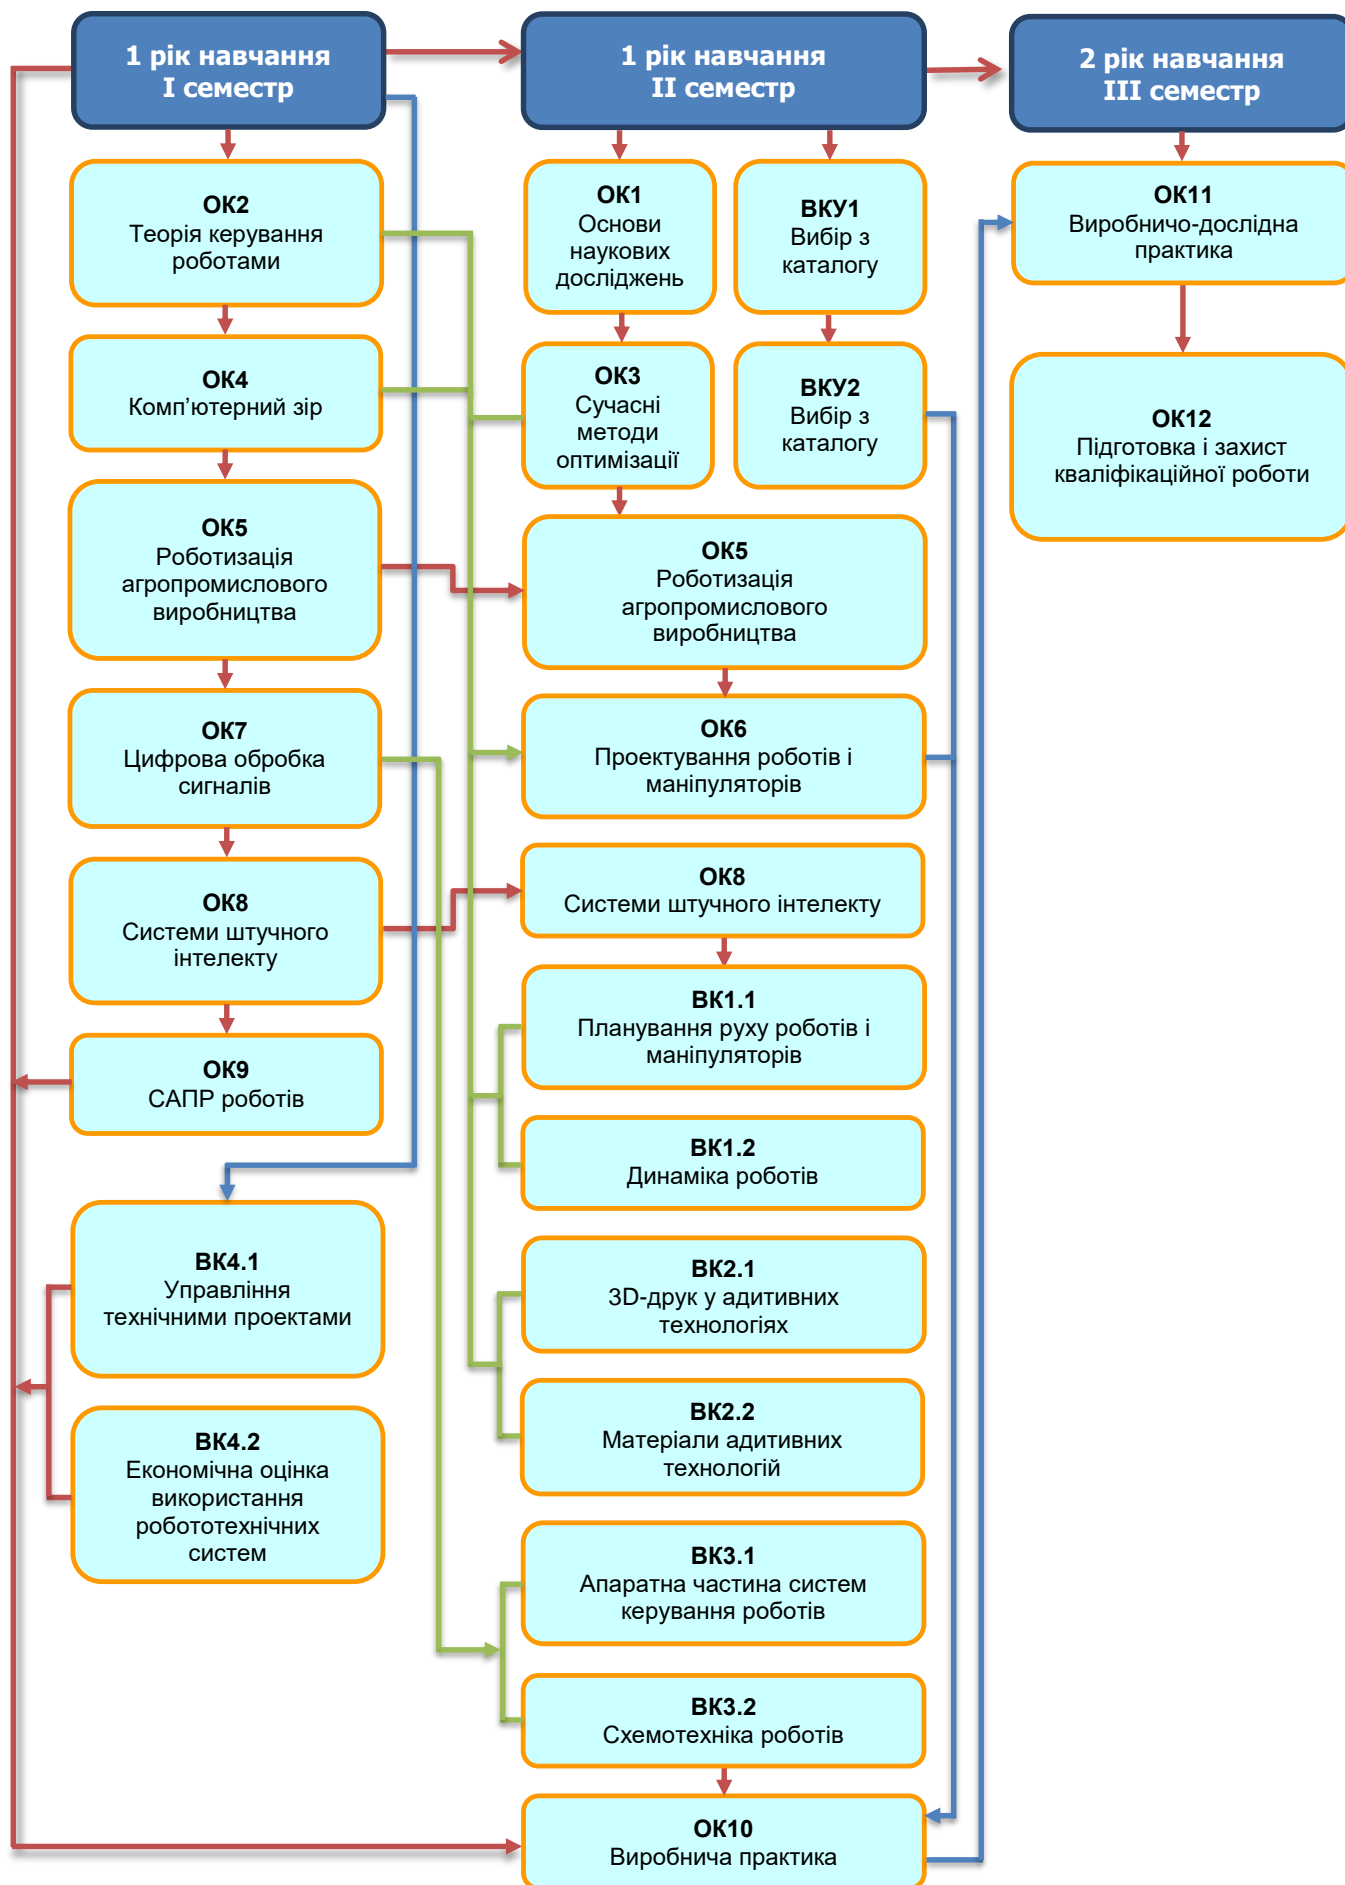 1 рік навчання
І семестр
1 рік навчання
ІІ семестр
2 рік навчання
ІІІ семестр
ОК2
Теорія керування
роботами
ОК4
Комп’ютерний зір
ОК5
Роботизація
агропромислового
виробництва
ОК7
Цифрова обробка
сигналів
ОК8
Системи штучного
інтелекту
ОК9
САПР роботів
ВК4.1
Управління
технічними проектами
ВК4.2
Економічна оцінка
використання
робототехнічних
систем
ОК1
Основи
наукових
досліджень
ВКУ1
Вибір з
каталогу
ОК3
Сучасні
методи
оптимізації
ВКУ2
Вибір з
каталогу
ОК5
Роботизація
агропромислового
виробництва
ОК6
Проектування роботів і
маніпуляторів
ОК8
Системи штучного інтелекту
ВК1.1
Планування руху роботів і
маніпуляторів
ВК1.2
Динаміка роботів
ВК2.1
3D-друк у адитивних
технологіях
ВК2.2
Матеріали адитивних
технологій
ВК3.1
Апаратна частина систем
керування роботів
ВК3.2
Схемотехніка роботів
ОК10
Виробнича практика
ОК11
Виробничо-дослідна
практика
ОК12
Підготовка і захист
кваліфікаційної роботи